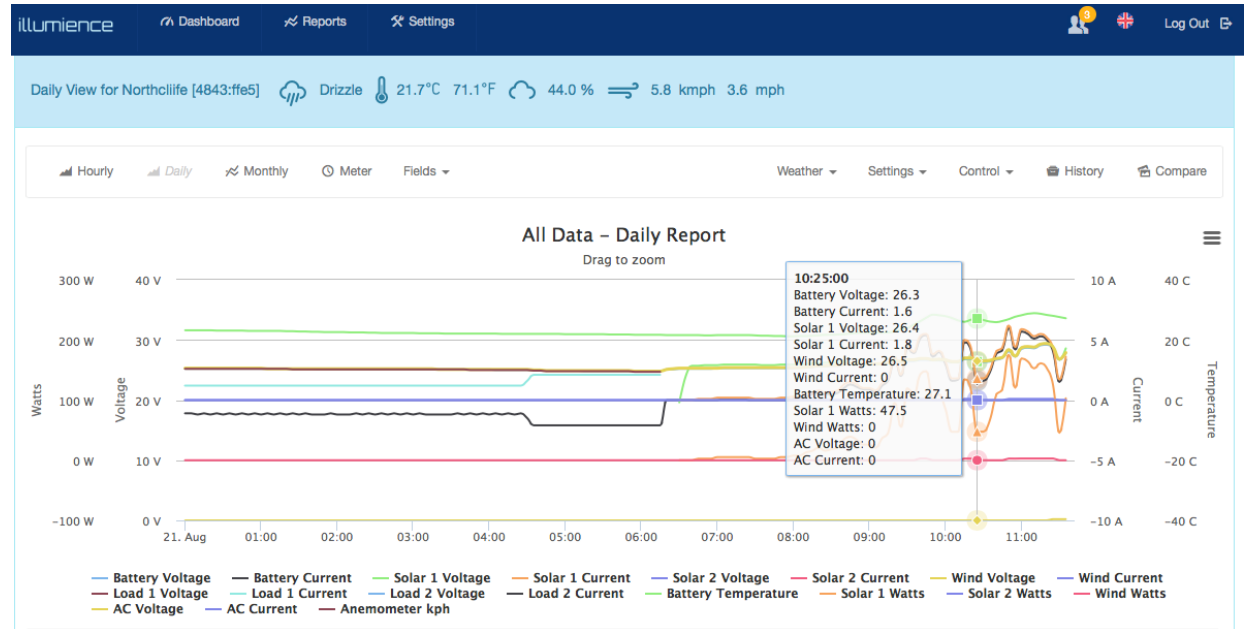 illumience Dashboard Reports Settings 3 Log Out
Daily View for Northcliife [4843:ffe5] Drizzle 21.7°C 71.1°F 44.0 % 5.8 kmph 3.6 mph
Hourly Daily Monthly Meter Fields Weather Settings Control History Compare
All Data – Daily Report
Drag to zoom
10:25:00
Battery Voltage: 26.3
Battery Current: 1.6
Solar 1 Voltage: 26.4
Solar 1 Current: 1.8
Wind Voltage: 26.5
Wind Current: 0
Battery Temperature: 27.1
Solar 1 Watts: 47.5
Wind Watts: 0
AC Voltage: 0
AC Current: 0
300 W 40 V 10 A 40 C
200 W 30 V 5 A 20 C
100 W 20 V 0 A 0 C
0 W 10 V −5 A −20 C
−100 W 0 V −10 A −40 C
Watts
Voltage
Current
Temperature
21. Aug 01:00 02:00 03:00 04:00 05:00 06:00 07:00 08:00 09:00 10:00 11:00
Battery Voltage Battery Current Solar 1 Voltage Solar 1 Current Solar 2 Voltage Solar 2 Current Wind Voltage Wind Current
Load 1 Voltage Load 1 Current Load 2 Voltage Load 2 Current Battery Temperature Solar 1 Watts Solar 2 Watts Wind Watts
AC Voltage AC Current Anemometer kph